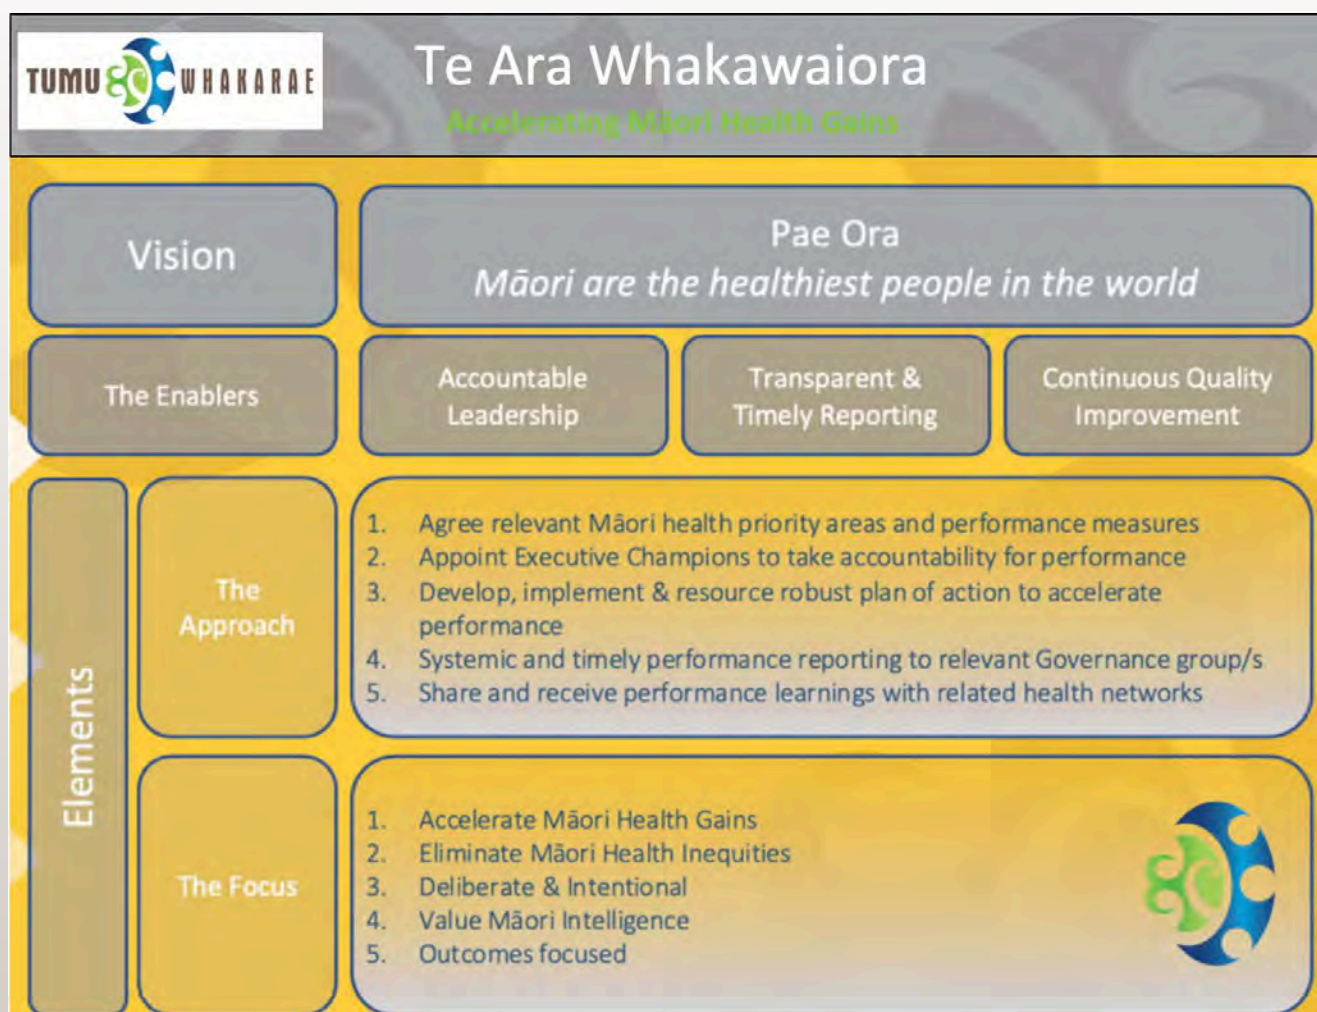 TUMU WHAKARAE
Te Ara Whakawaiora
Accelerating Māori Health Gains
Vision
Pae Ora
Māori are the healthiest people in the world
The Enablers
Accountable
Leadership
Transparent &
Timely Reporting
Continuous Quality
Improvement
Elements
The
Approach
1. Agree relevant Māori health priority areas and performance measures
2. Appoint Executive Champions to take accountability for performance
3. Develop, implement & resource robust plan of action to accelerate
performance
4. Systemic and timely performance reporting to relevant Governance group/s
5. Share and receive performance learnings with related health networks
The Focus
1. Accelerate Māori Health Gains
2. Eliminate Māori Health Inequities
3. Deliberate & Intentional
4. Value Māori Intelligence
5. Outcomes focused